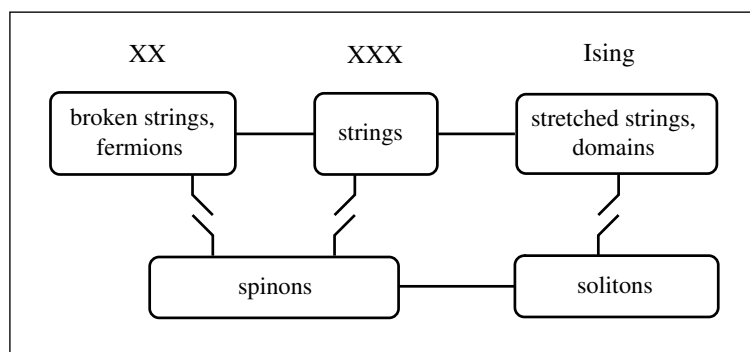 XX
XXX
Ising
broken strings,
fermions
strings
stretched strings,
domains
spinons
solitons